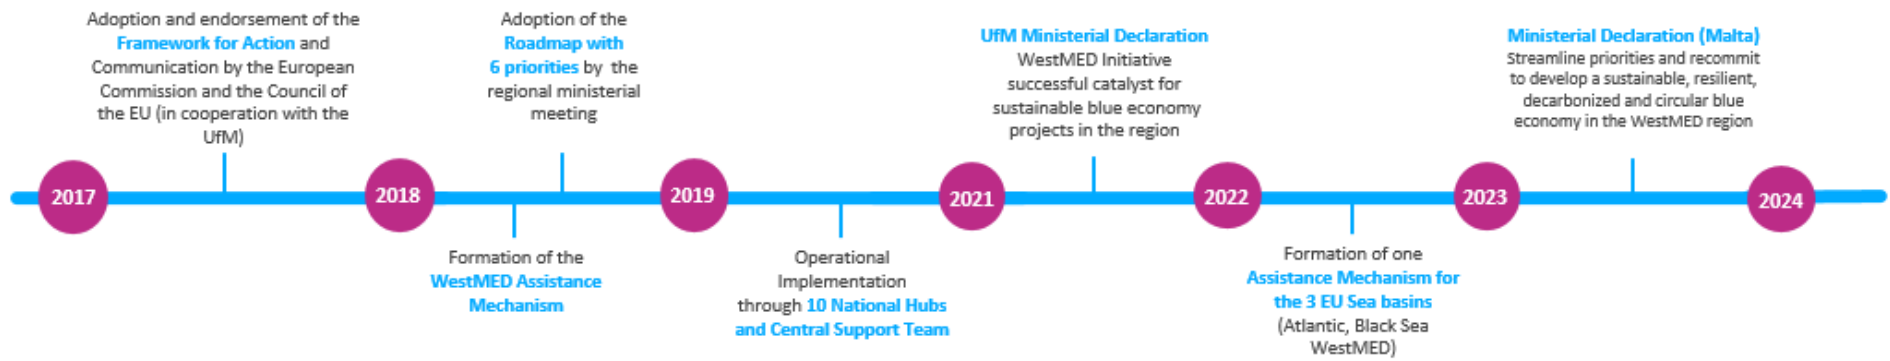 Adoption and endorsement of the
Framework for Action and
Communication by the European
Commission and the Council of
the EU (in cooperation with the
UfM)
Adoption of the
Roadmap with
6 priorities by the
regional ministerial
meeting
UfM Ministerial Declaration
WestMED Initiative
successful catalyst for
sustainable blue economy
projects in the region
Ministerial Declaration (Malta)
Streamline priorities and recommit
to develop a sustainable, resilient,
decarbonized and circular blue
economy in the WestMED region
2017
2018
2019
2021
2022
2023
2024
Formation of the
WestMED Assistance
Mechanism
Operational
Implementation
through 10 National Hubs
and Central Support Team
Formation of one
Assistance Mechanism for
the 3 EU Sea basins
(Atlantic, Black Sea
WestMED)